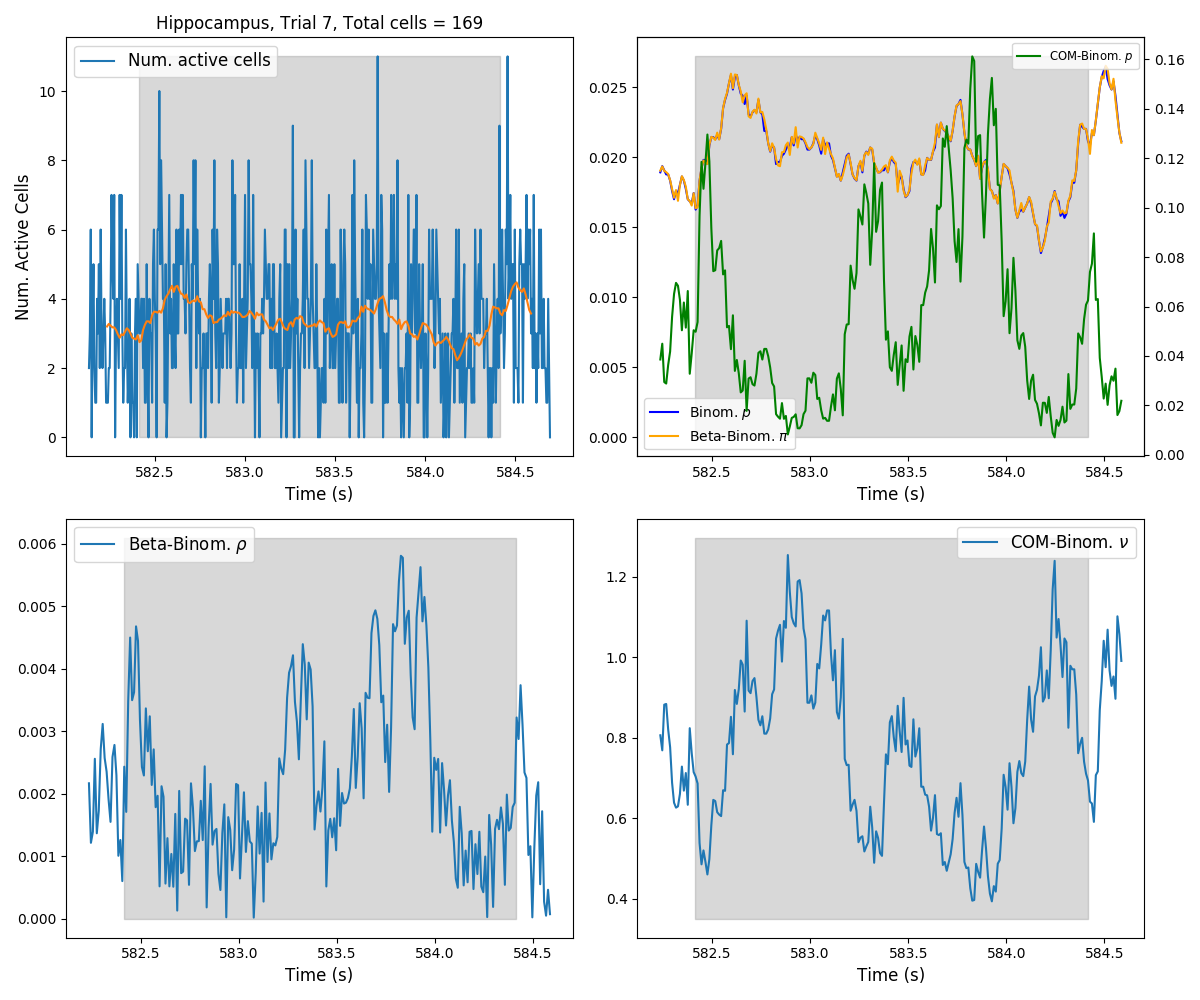 Hippocampus, Trial 7, Total cells = 169
Num. active cells
Num. Active Cells
10
8
6
4
2
0
582.5 583.0 583.5 584.0 584.5
Time (s)
COM-Binom. p
0.025
0.020
0.015
0.010
0.005
0.000
0.16
0.14
0.12
0.10
0.08
0.06
0.04
0.02
0.00
Binom. p
Beta-Binom. π
582.5 583.0 583.5 584.0 584.5
Time (s)
Beta-Binom. ρ
0.006
0.005
0.004
0.003
0.002
0.001
0.000
582.5 583.0 583.5 584.0 584.5
Time (s)
COM-Binom. ν
1.2
1.0
0.8
0.6
0.4
582.5 583.0 583.5 584.0 584.5
Time (s)